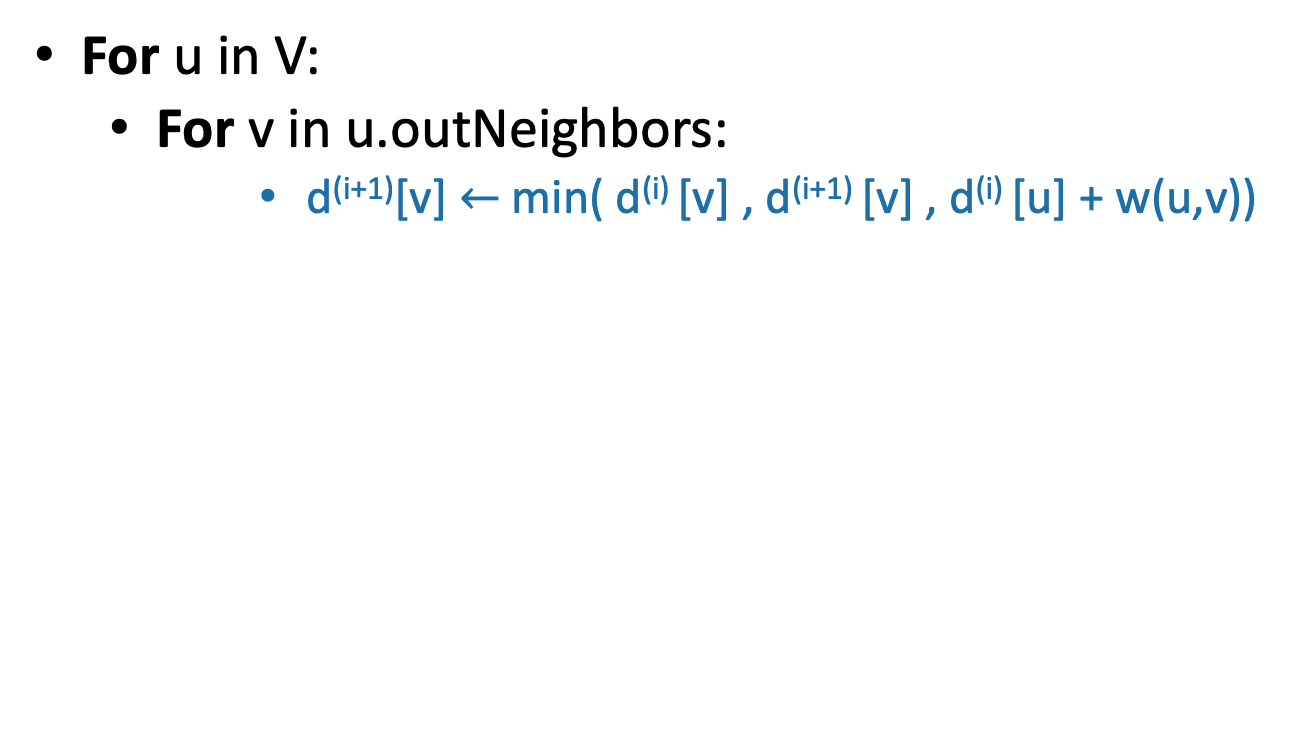 • For u in V:
• For v in u.outNeighbors:
• d⁽ⁱ⁺¹⁾[v] ← min( d⁽ⁱ⁾ [v] , d⁽ⁱ⁺¹⁾ [v] , d⁽ⁱ⁾ [u] + w(u,v))